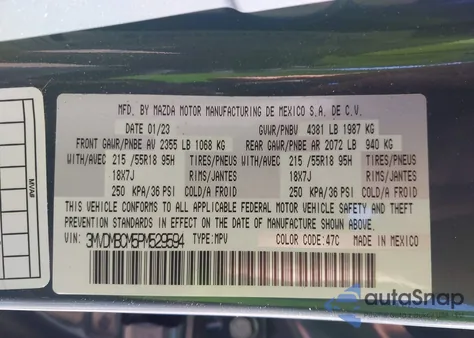 MFD. BY MAZDA MOTOR MANUFACTURING DE MEXICO S.A. DE C.V.
DATE 01/23 GVWR/PNBV 4381 LB 1987 KG
FRONT GAWR/PNBE AV 2355 LB 1068 KG REAR GAWR/PNBE AR 2072 LB 940 KG
WITH/AVEC 215 /55R18 95H TIRES/PNEUS WITH/AVEC 215 /55R18 95H TIRES/PNEUS
18X7J RIMS/JANTES 18X7J RIMS/JANTES
250 KPA/36 PSI COLD/A FROID 250 KPA/36 PSI COLD/A FROID
THIS VEHICLE CONFORMS TO ALL APPLICABLE FEDERAL MOTOR VEHICLE SAFETY AND THEFT
PREVENTION STANDARDS IN EFFECT ON THE DATE OF MANUFACTURE SHOWN ABOVE.
VIN: 3MVDMBCM5PM529594 TYPE: MPV COLOR CODE: 47C MADE IN MEXICO
MVAB
autoSnap